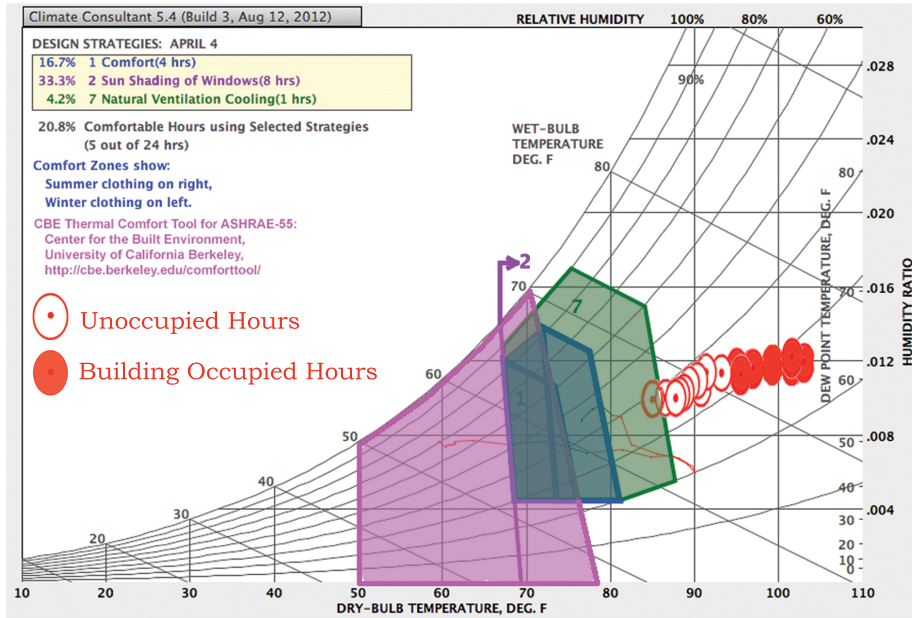 Climate Consultant 5.4 (Build 3, Aug 12, 2012)
RELATIVE HUMIDITY 100% 80% 60%
DESIGN STRATEGIES: APRIL 4
16.7% 1 Comfort(4 hrs)
33.3% 2 Sun Shading of Windows(8 hrs)
4.2% 7 Natural Ventilation Cooling(1 hrs)
20.8% Comfortable Hours using Selected Strategies
(5 out of 24 hrs)
Comfort Zones show:
Summer clothing on right,
Winter clothing on left.
CBE Thermal Comfort Tool for ASHRAE-55:
Center for the Built Environment,
University of California Berkeley,
http://cbe.berkeley.edu/comforttool/
Unoccupied Hours
Building Occupied Hours
90%
WET-BULB
TEMPERATURE
DEG. F
80
70
60
50
40
30
20
2
7
1
DEW POINT TEMPERATURE, DEG. F
80
70
60
50
40
30
20
10
0
.028
.024
.020
.016
.012
.008
.004
HUMIDITY RATIO
10 20 30 40 50 60 70 80 90 100 110
DRY-BULB TEMPERATURE, DEG. F